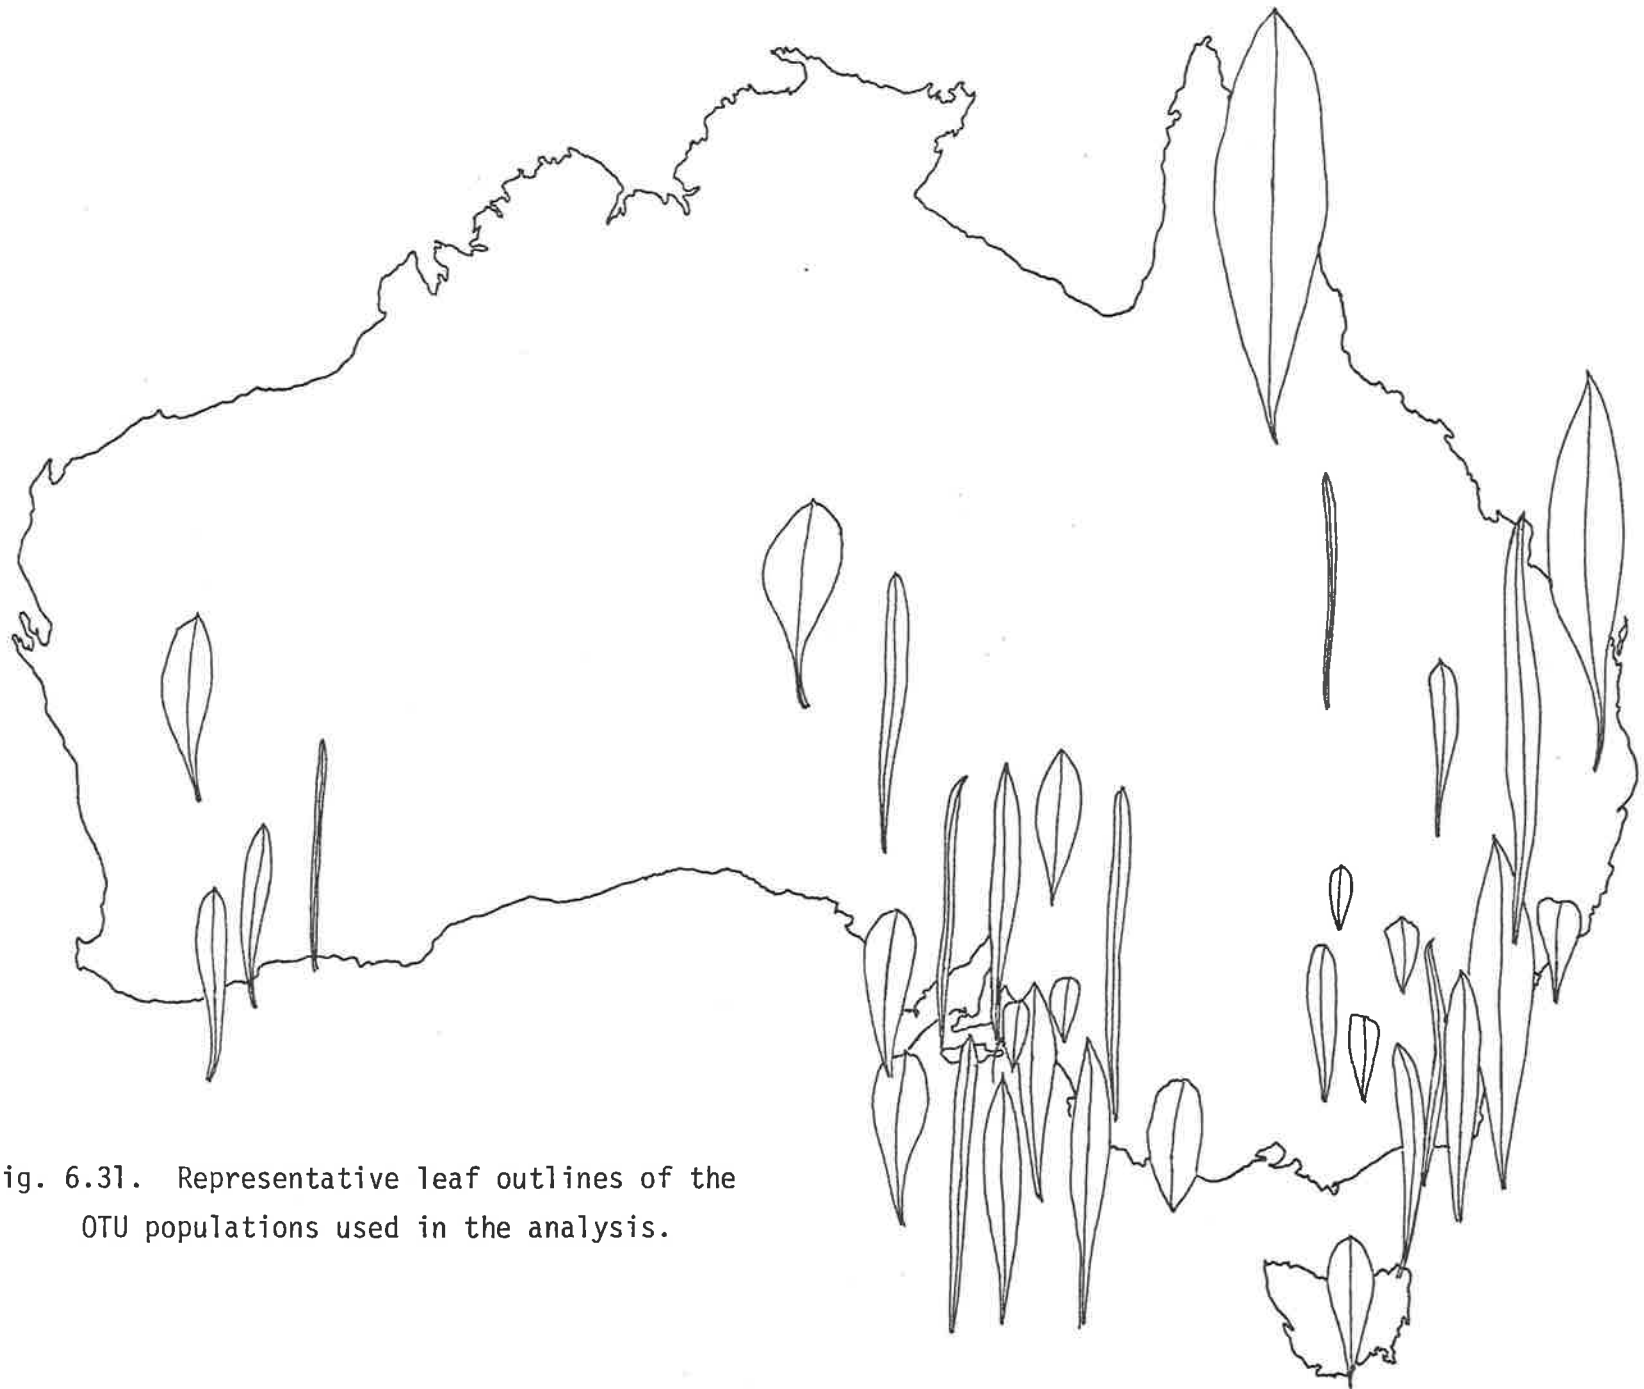 ig. 6.31. Representative leaf outlines of the
OTU populations used in the analysis.